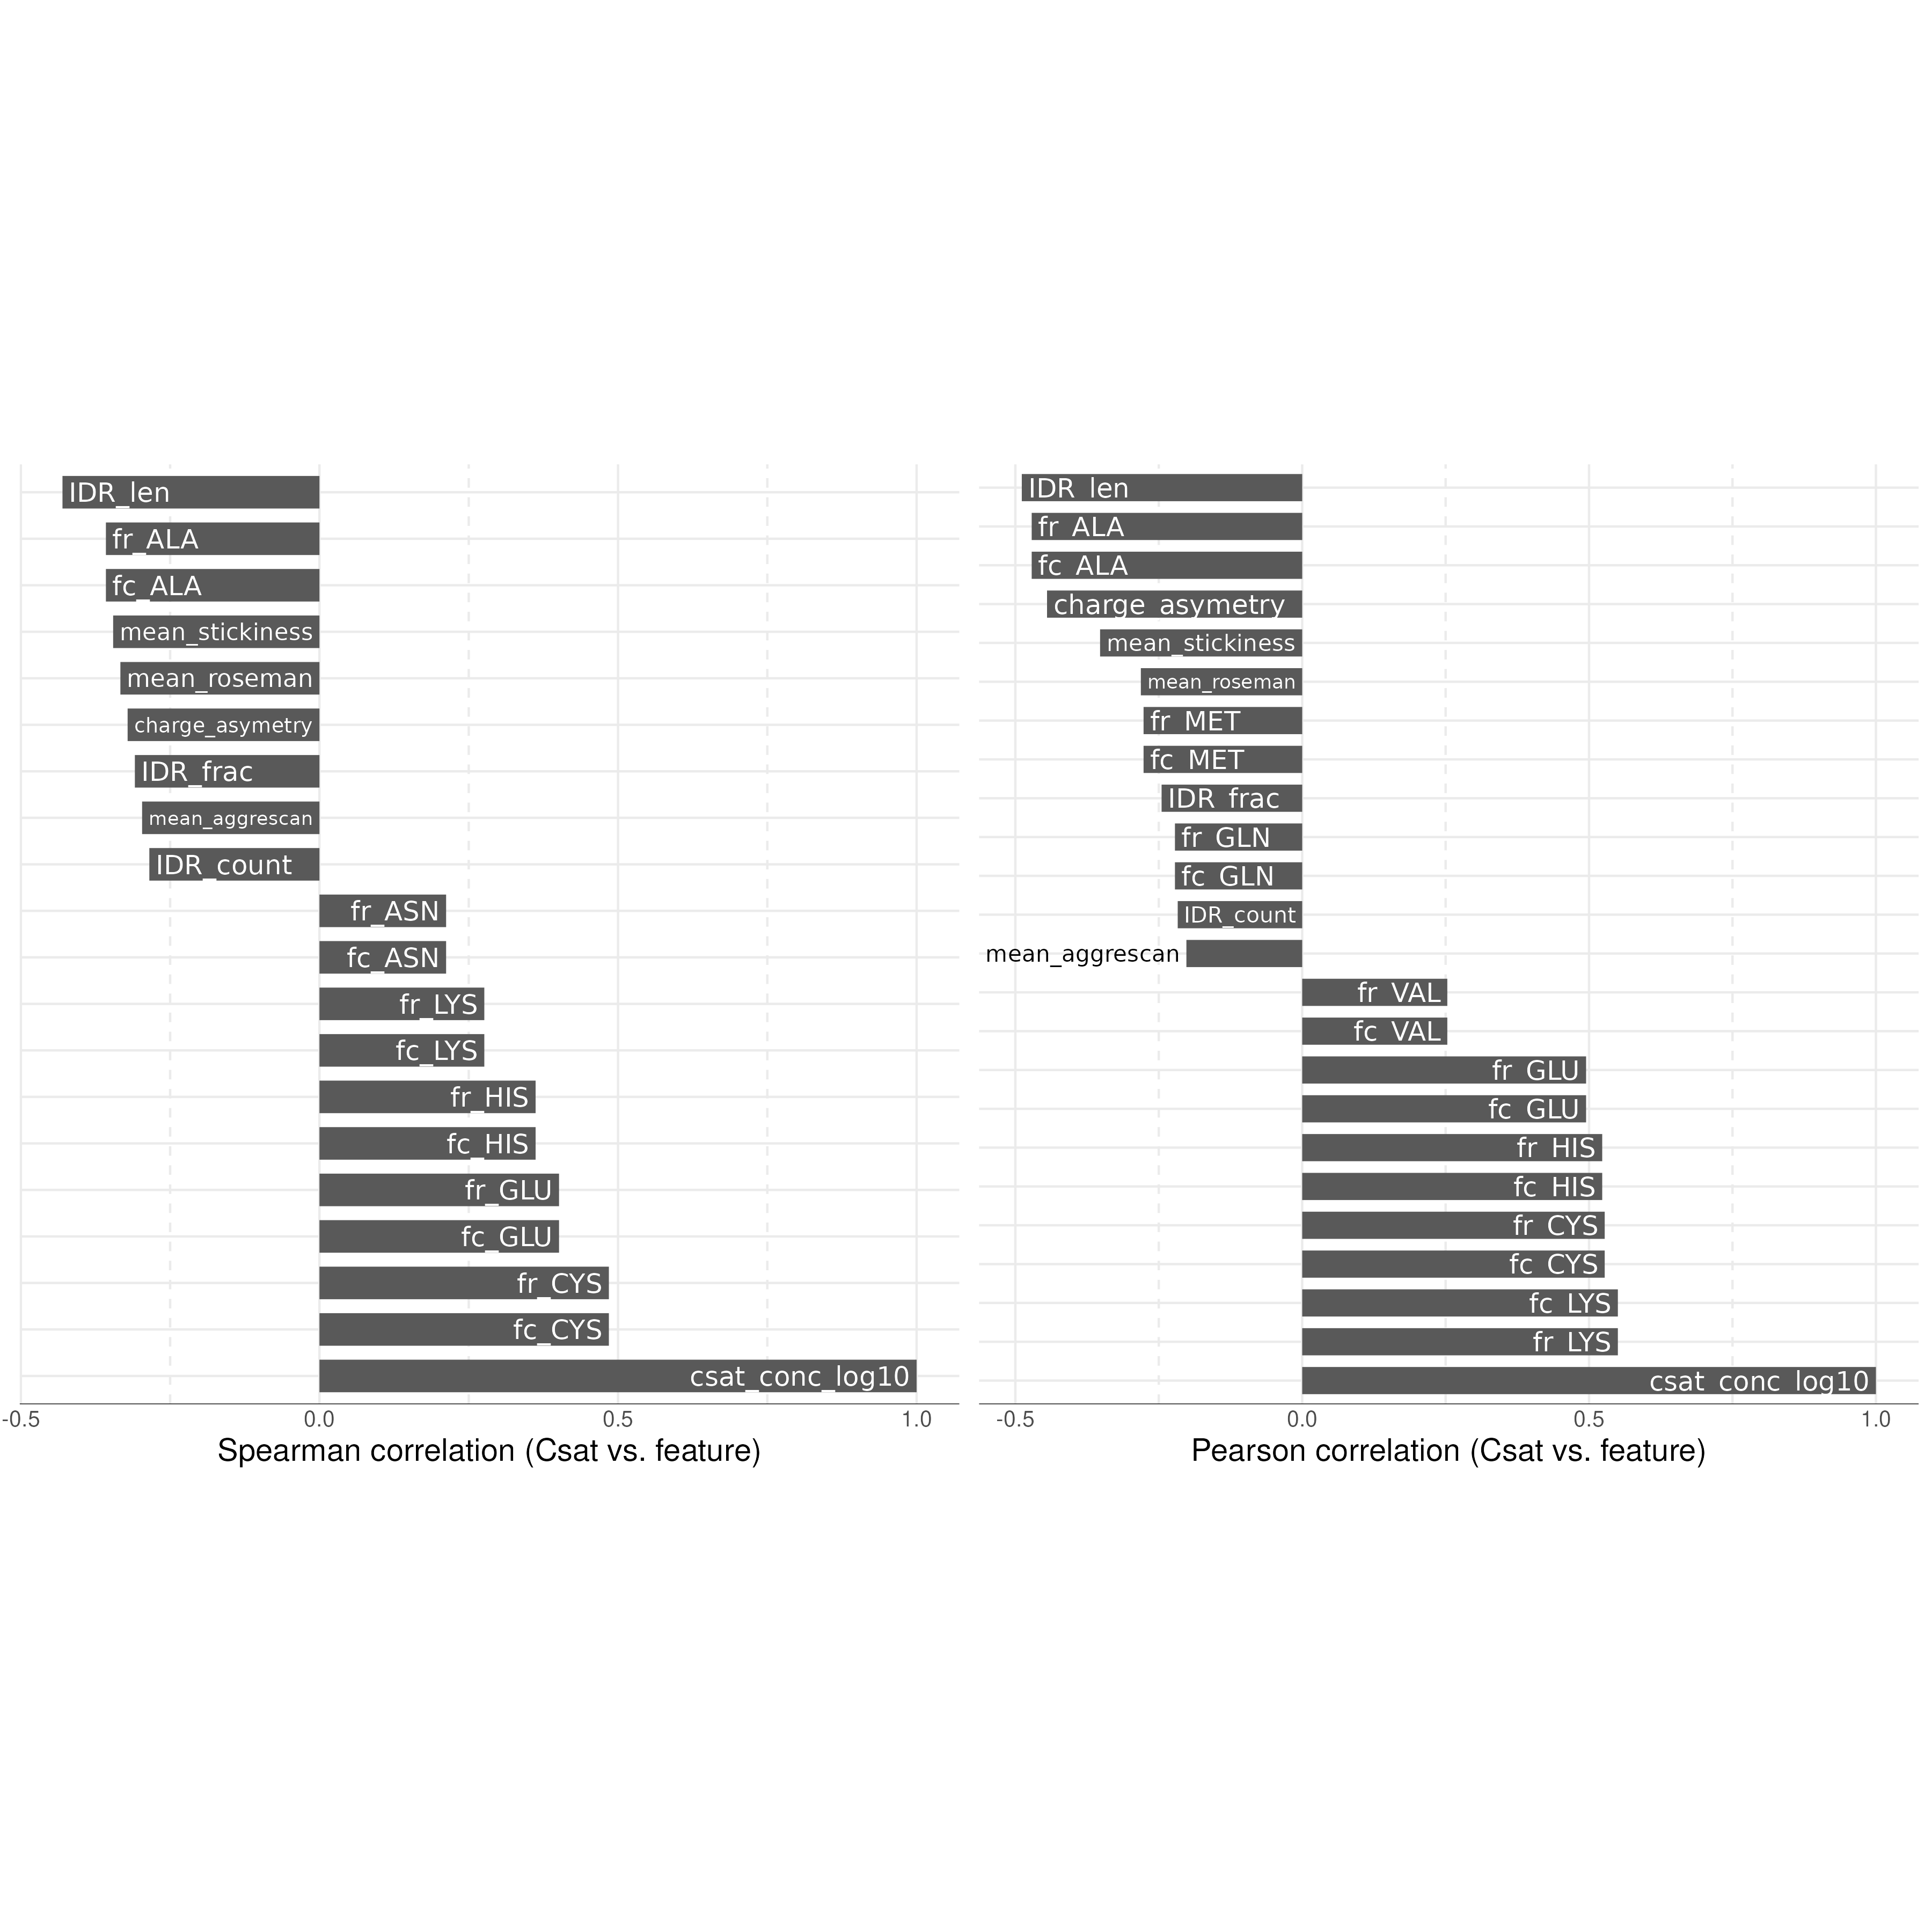 IDR_len
fr_ALA
fc_ALA
mean_stickiness
mean_roseman
charge_asymetry
IDR_frac
mean_aggrescan
IDR_count
fr_ASN
fc_ASN
fr_LYS
fc_LYS
fr_HIS
fc_HIS
fr_GLU
fc_GLU
fr_CYS
fc_CYS
csat_conc_log10
-0.5 0.0 0.5 1.0
Spearman correlation (Csat vs. feature)
IDR_len
fr_ALA
fc_ALA
charge_asymetry
mean_stickiness
mean_roseman
fr_MET
fc_MET
IDR_frac
fr_GLN
fc_GLN
IDR_count
mean_aggrescan
fr_VAL
fc_VAL
fr_GLU
fc_GLU
fr_HIS
fc_HIS
fr_CYS
fc_CYS
fc_LYS
fr_LYS
csat_conc_log10
-0.5 0.0 0.5 1.0
Pearson correlation (Csat vs. feature)